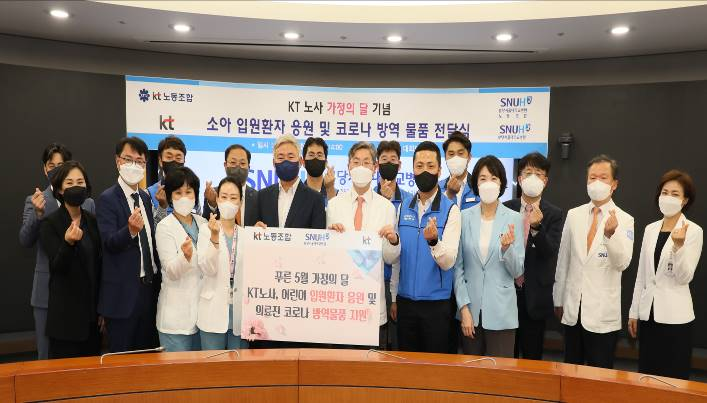 kt 노동조합
SNUH
KT 노사 가정의 달 기념
kt
소아 입원환자 응원 및 코로나 방역 물품 전달식
SNUH
kt 노동조합
SNUH
kt
푸른 5월 가정의 달
KT노사, 어린이 입원환자 응원 및
의료진 코로나 방역물품 지원
SNUH